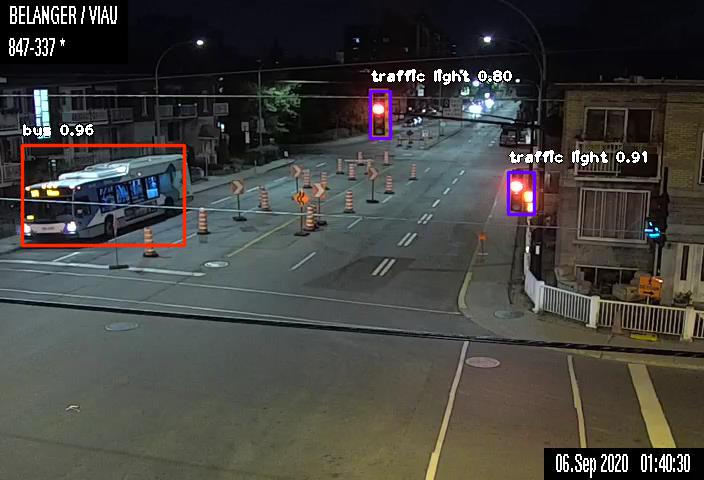 BELANGER / VIAU
847-337 *
traffic light 0.80
bus 0.96
traffic light 0.91
06.Sep 2020 01:40:30